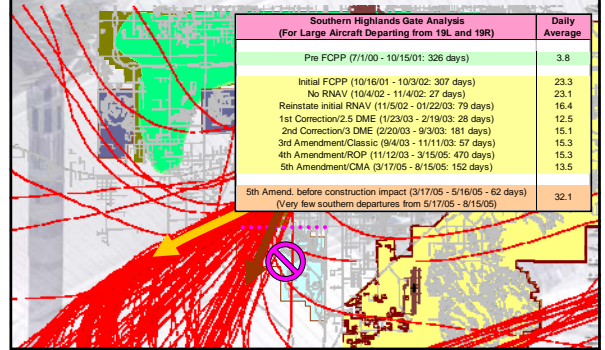 Southern Highlands Gate Analysis
(For Large Aircraft Departing from 19L and 19R)
Daily
Average
Pre FCPP (7/1/00 - 10/15/01: 326 days) 3.8
Initial FCPP (10/16/01 - 10/3/02: 307 days) 23.3
No RNAV (10/4/02 - 11/4/02: 27 days) 23.1
Reinstate initial RNAV (11/5/02 - 01/22/03: 79 days) 16.4
1st Correction/2.5 DME (1/23/03 - 2/19/03: 28 days) 12.5
2nd Correction/3 DME (2/20/03 - 9/3/03: 181 days) 15.1
3rd Amendment/Classic (9/4/03 - 11/11/03: 57 days) 15.3
4th Amendment/ROP (11/12/03 - 3/15/05: 470 days) 15.3
5th Amendment/CMA (3/17/05 - 8/15/05: 152 days) 13.5
5th Amend. before construction impact (3/17/05 - 5/16/05 - 62 days) 32.1
(Very few southern departures from 5/17/05 - 8/15/05)